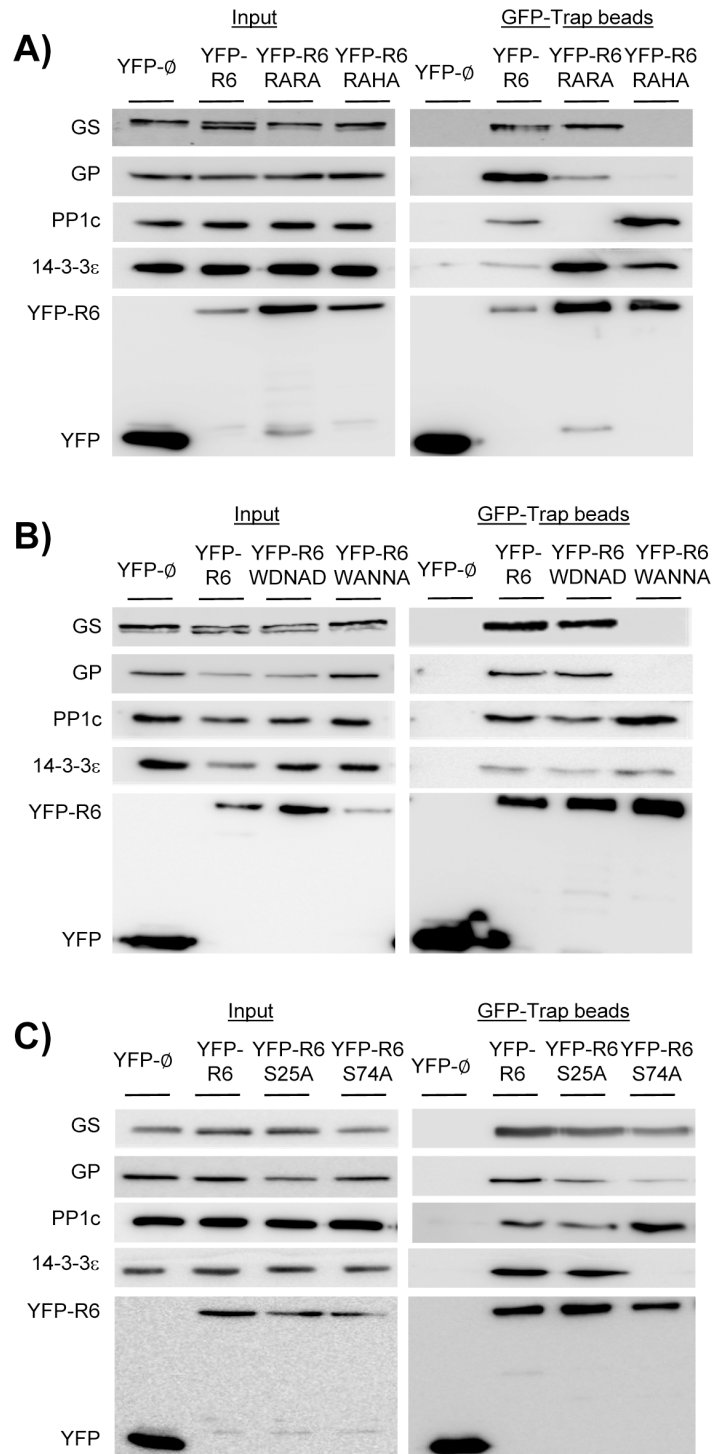 A)
Input
GFP-Trap beads
YFP-ø YFP-R6 YFP-R6 RARA YFP-R6 RAHA
YFP-ø YFP-R6 YFP-R6 RARA YFP-R6 RAHA
GS
GP
PP1c
14-3-3ε
YFP-R6
YFP
B)
Input
GFP-Trap beads
YFP-ø YFP-R6 YFP-R6 WDNAD YFP-R6 WANNA
YFP-ø YFP-R6 YFP-R6 WDNAD YFP-R6 WANNA
GS
GP
PP1c
14-3-3ε
YFP-R6
YFP
C)
Input
GFP-Trap beads
YFP-ø YFP-R6 YFP-R6 S25A YFP-R6 S74A
YFP-ø YFP-R6 YFP-R6 S25A YFP-R6 S74A
GS
GP
PP1c
14-3-3ε
YFP-R6
YFP